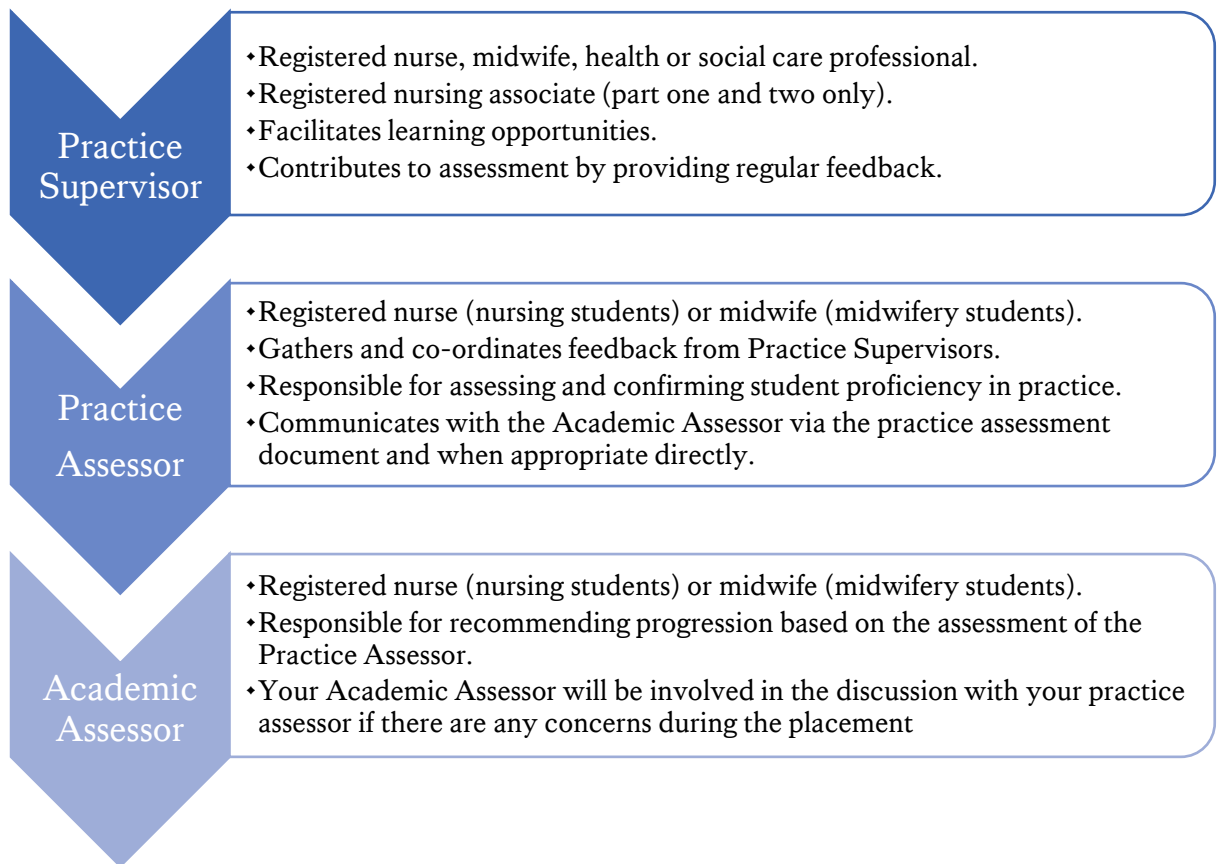 Practice
Supervisor
•Registered nurse, midwife, health or social care professional.
•Registered nursing associate (part one and two only).
•Facilitates learning opportunities.
•Contributes to assessment by providing regular feedback.
Practice
Assessor
•Registered nurse (nursing students) or midwife (midwifery students).
•Gathers and co-ordinates feedback from Practice Supervisors.
•Responsible for assessing and confirming student proficiency in practice.
•Communicates with the Academic Assessor via the practice assessment
document and when appropriate directly.
Academic
Assessor
•Registered nurse (nursing students) or midwife (midwifery students).
•Responsible for recommending progression based on the assessment of the
Practice Assessor.
•Your Academic Assessor will be involved in the discussion with your practice
assessor if there are any concerns during the placement